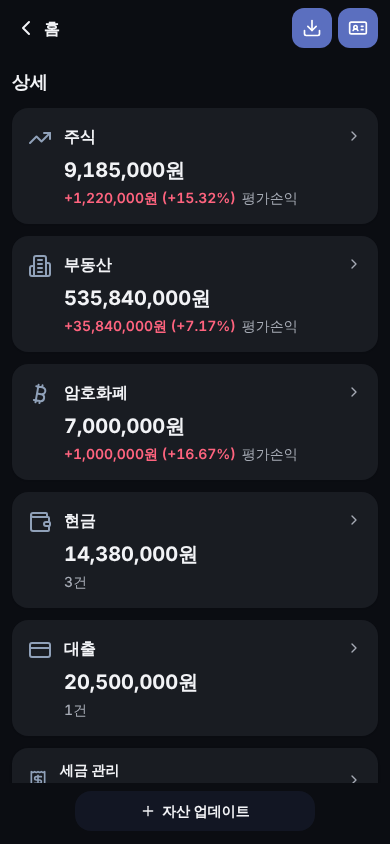 홈
상세
주식
9,185,000원
+1,220,000원 (+15.32%) 평가손익
부동산
535,840,000원
+35,840,000원 (+7.17%) 평가손익
암호화폐
7,000,000원
+1,000,000원 (+16.67%) 평가손익
현금
14,380,000원
3건
대출
20,500,000원
1건
세금 관리
+ 자산 업데이트